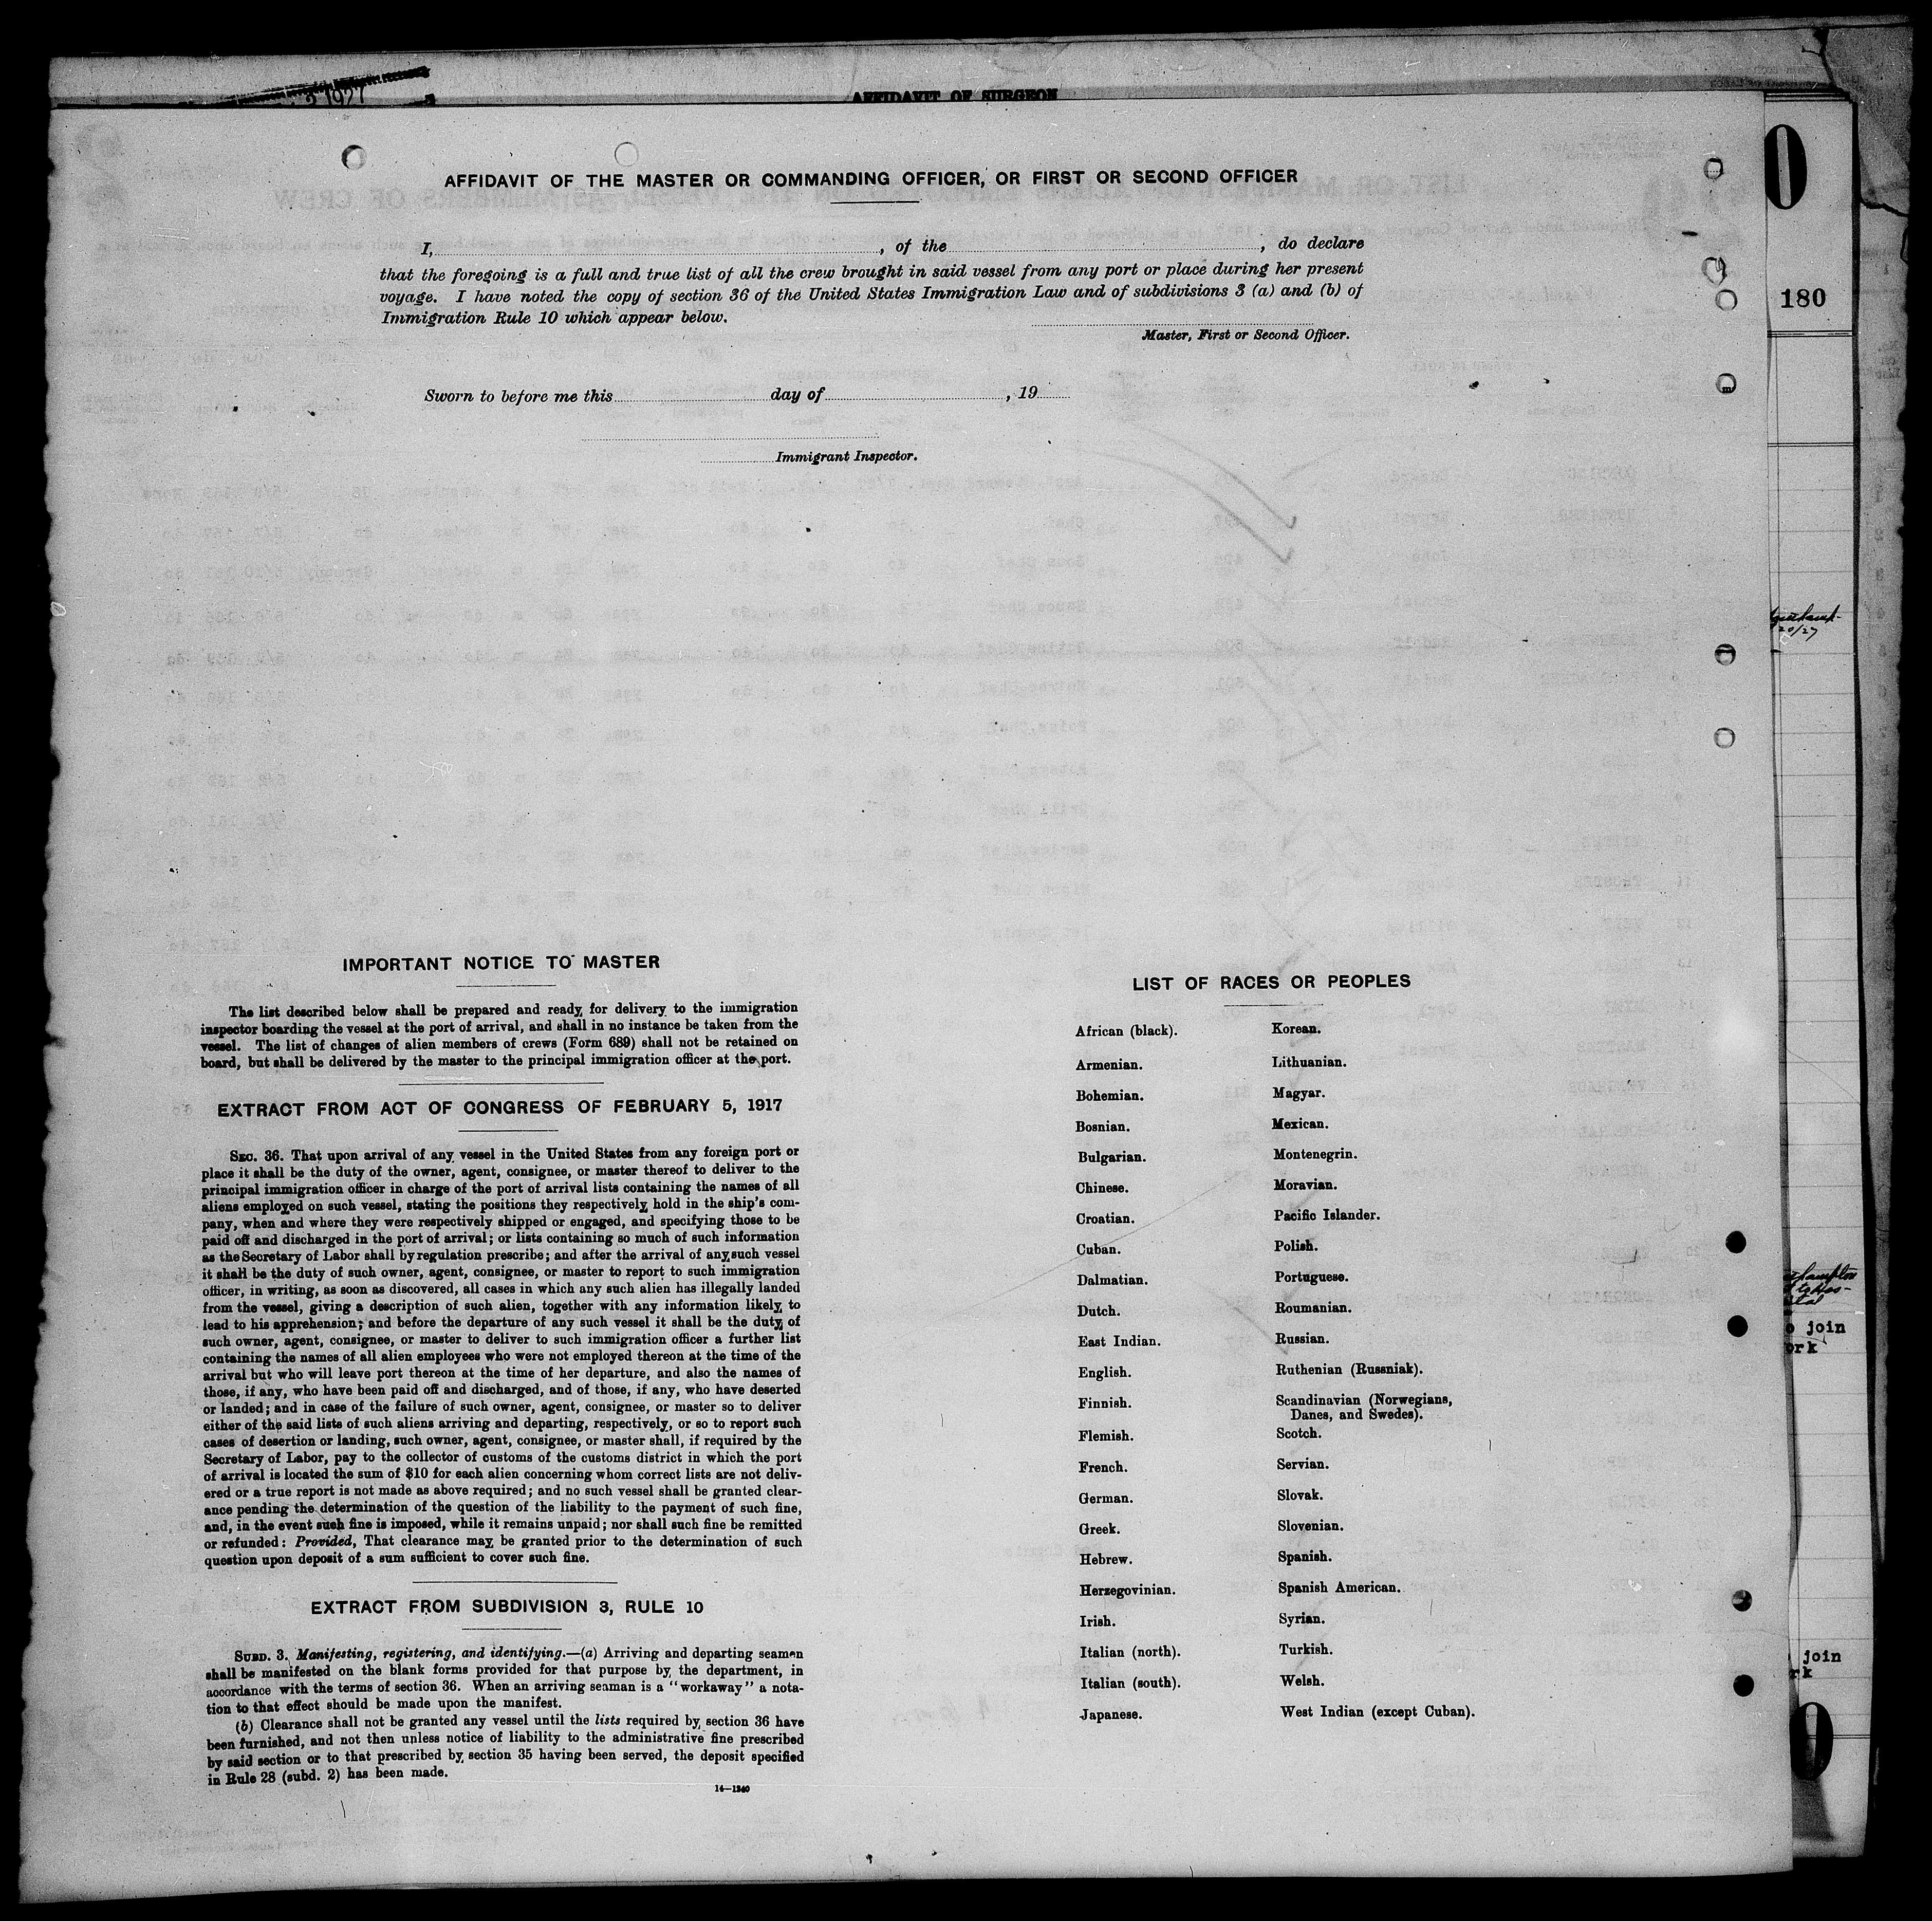 2 1927
AFFIDAVIT OF SURGEON
AFFIDAVIT OF THE MASTER OR COMMANDING OFFICER, OR FIRST OR SECOND OFFICER
I, , of the , do declare
that the foregoing is a full and true list of all the crew brought in said vessel from any port or place during her present
voyage. I have noted the copy of section 36 of the United States Immigration Law and of subdivisions 3 (a) and (b) of
Immigration Rule 10 which appear below.
Master, First or Second Officer.
Sworn to before me this day of , 19
Immigrant Inspector.
IMPORTANT NOTICE TO MASTER
The list described below shall be prepared and ready for delivery to the immigration
inspector boarding the vessel at the port of arrival, and shall in no instance be taken from the
vessel. The list of changes of alien members of crews (Form 689) shall not be retained on
board, but shall be delivered by the master to the principal immigration officer at the port.
EXTRACT FROM ACT OF CONGRESS OF FEBRUARY 5, 1917
SEC. 36. That upon arrival of any vessel in the United States from any foreign port or
place it shall be the duty of the owner, agent, consignee, or master thereof to deliver to the
principal immigration officer in charge of the port of arrival lists containing the names of all
aliens employed on such vessel, stating the positions they respectively hold in the ship's com-
pany, when and where they were respectively shipped or engaged, and specifying those to be
paid off and discharged in the port of arrival; or lists containing so much of such information
as the Secretary of Labor shall by regulation prescribe; and after the arrival of any such vessel
it shall be the duty of such owner, agent, consignee, or master to report to such immigration
officer, in writing, as soon as discovered, all cases in which any such alien has illegally landed
from the vessel, giving a description of such alien, together with any information likely to
lead to his apprehension; and before the departure of any such vessel it shall be the duty of
such owner, agent, consignee, or master to deliver to such immigration officer a further list
containing the names of all alien employees who were not employed thereon at the time of the
arrival but who will leave port thereon at the time of her departure, and also the names of
those, if any, who have been paid off and discharged, and of those, if any, who have deserted
or landed; and in case of the failure of such owner, agent, consignee, or master so to deliver
either of the said lists of such aliens arriving and departing, respectively, or so to report such
cases of desertion or landing, such owner, agent, consignee, or master shall, if required by the
Secretary of Labor, pay to the collector of customs of the customs district in which the port
of arrival is located the sum of $10 for each alien concerning whom correct lists are not deliv-
ered or a true report is not made as above required; and no such vessel shall be granted clear-
ance pending the determination of the question of the liability to the payment of such fine,
and, in the event such fine is imposed, while it remains unpaid; nor shall such fine be remitted
or refunded: Provided, That clearance may be granted prior to the determination of such
question upon deposit of a sum sufficient to cover such fine.
EXTRACT FROM SUBDIVISION 3, RULE 10
SUBD. 3. Manifesting, registering, and identifying.—(a) Arriving and departing seamen
shall be manifested on the blank forms provided for that purpose by the department, in
accordance with the terms of section 36. When an arriving seaman is a "workaway" a nota-
tion to that effect should be made upon the manifest.
(b) Clearance shall not be granted any vessel until the lists required by section 36 have
been furnished, and not then unless notice of liability to the administrative fine prescribed
by said section or to that prescribed by section 35 having been served, the deposit specified
in Rule 28 (subd. 2) has been made.
14—1240
LIST OF RACES OR PEOPLES
African (black).
Armenian.
Bohemian.
Bosnian.
Bulgarian.
Chinese.
Croatian.
Cuban.
Dalmatian.
Dutch.
East Indian.
English.
Finnish.
Flemish.
French.
German.
Greek.
Hebrew.
Herzegovinian.
Irish.
Italian (north).
Italian (south).
Japanese.
Korean.
Lithuanian.
Magyar.
Mexican.
Montenegrin.
Moravian.
Pacific Islander.
Polish.
Portuguese.
Roumanian.
Russian.
Ruthenian (Russniak).
Scandinavian (Norwegians,
Danes, and Swedes).
Scotch.
Servian.
Slovak.
Slovenian.
Spanish.
Spanish American.
Syrian.
Turkish.
Welsh.
West Indian (except Cuban).
0
180
20/27
join
ork
join
rk
0